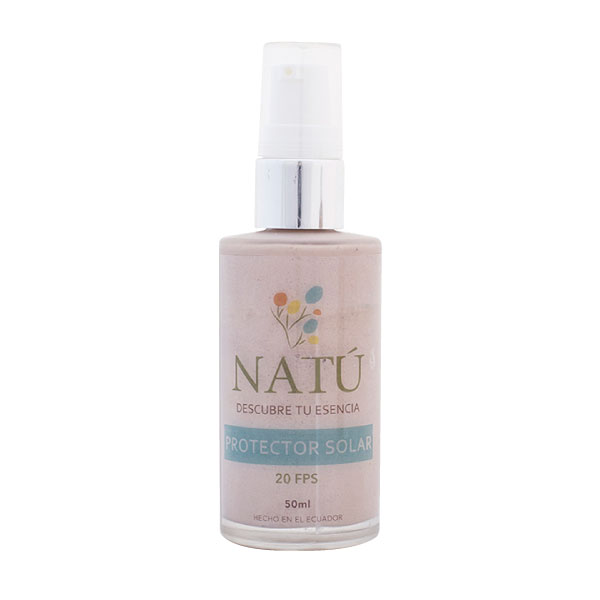 NATÚ
DESCUBRE TU ESENCIA
PROTECTOR SOLAR
20 FPS
50ml
HECHO EN EL ECUADOR